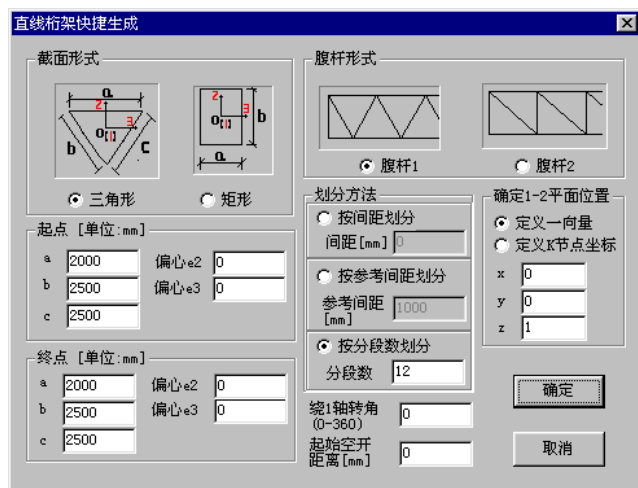 直线桁架快捷生成
截面形式
a
2
3
O [1]
b
C
a
2
3
O [1]
b
三角形
矩形
腹杆形式
腹杆1
腹杆2
起点 [单位:mm]
a 2000 偏心e2 0
b 2500 偏心e3 0
c 2500
终点 [单位:mm]
a 2000 偏心e2 0
b 2500 偏心e3 0
c 2500
划分方法
按间距划分
间距[mm] 0
按参考间距划分
参考间距 1000
[mm]
按分段数划分
分段数 12
绕1轴转角 0
(0-360)
起始空开
距离[mm] 0
确定1-2平面位置
定义一向量
定义K节点坐标
x 0
y 0
z 1
确定
取消